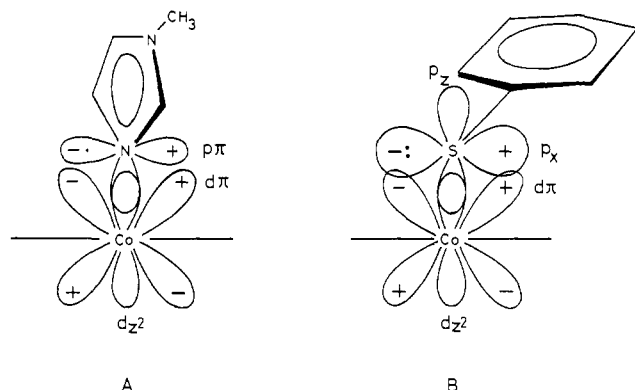 CH3
N
N
− · + pπ
− + dπ
Co
+ −
dz2
A
pz
−: S + px
− + dπ
Co
+ −
dz2
B